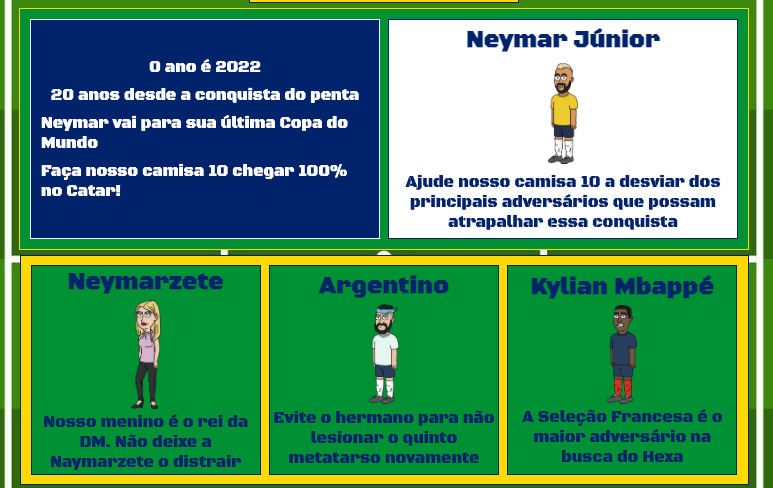 O ano é 2022
20 anos desde a conquista do penta
Neymar vai para sua última Copa do
Mundo
Faça nosso camisa 10 chegar 100%
no Catar!
Neymar Júnior
Ajude nosso camisa 10 a desviar dos
principais adversários que possam
atrapalhar essa conquista
Neymarzete
Nosso menino é o rei da
DM. Não deixe a
Naymarzete o distrair
Argentino
Evite o hermano para não
lesionar o quinto
metatarso novamente
Kylian Mbappé
A Seleção Francesa é o
maior adversário na
busca do Hexa